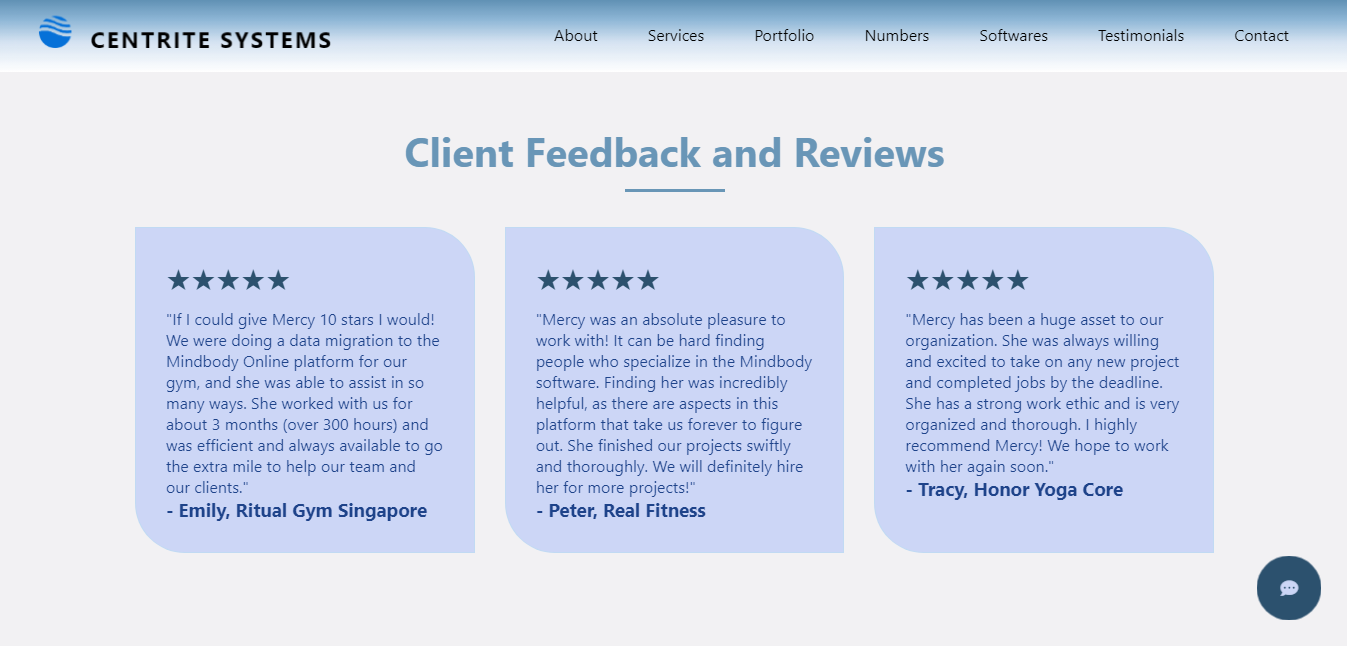 CENTRITE SYSTEMS
About Services Portfolio Numbers Softwares Testimonials Contact
Client Feedback and Reviews
★★★★★
"If I could give Mercy 10 stars I would!
We were doing a data migration to the
Mindbody Online platform for our
gym, and she was able to assist in so
many ways. She worked with us for
about 3 months (over 300 hours) and
was efficient and always available to go
the extra mile to help our team and
our clients."
- Emily, Ritual Gym Singapore
★★★★★
"Mercy was an absolute pleasure to
work with! It can be hard finding
people who specialize in the Mindbody
software. Finding her was incredibly
helpful, as there are aspects in this
platform that take us forever to figure
out. She finished our projects swiftly
and thoroughly. We will definitely hire
her for more projects!"
- Peter, Real Fitness
★★★★★
"Mercy has been a huge asset to our
organization. She was always willing
and excited to take on any new project
and completed jobs by the deadline.
She has a strong work ethic and is very
organized and thorough. I highly
recommend Mercy! We hope to work
with her again soon."
- Tracy, Honor Yoga Core